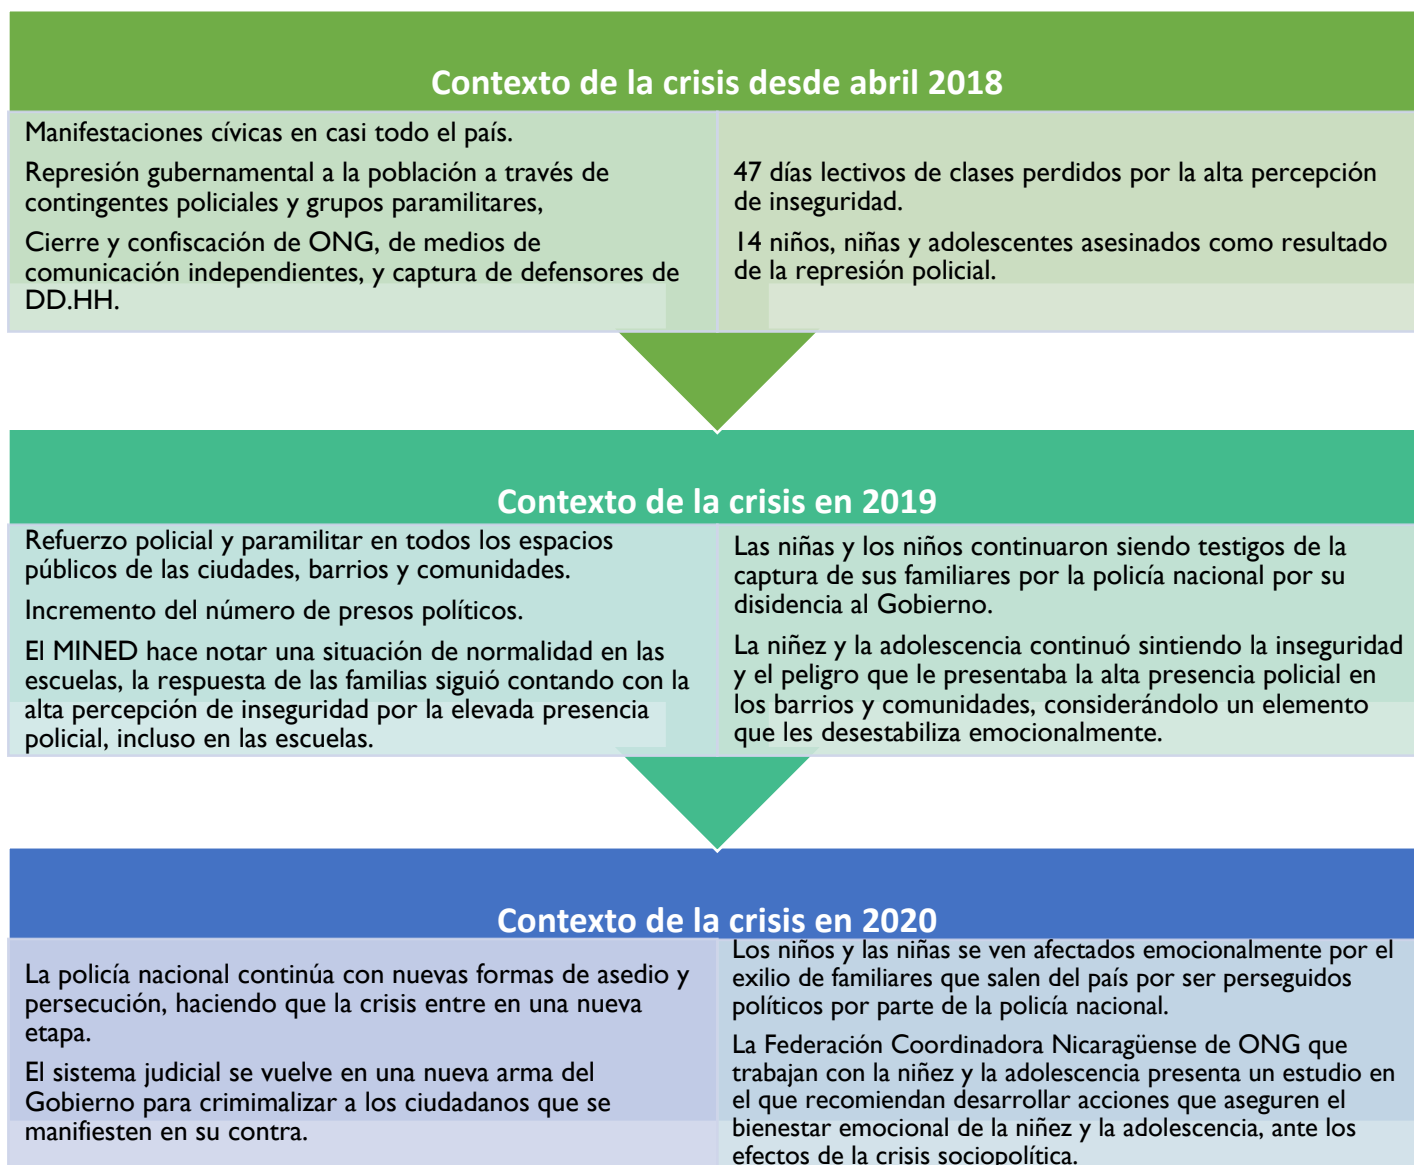 Contexto de la crisis desde abril 2018
Manifestaciones cívicas en casi todo el país.
Represión gubernamental a la población a través de
contingentes policiales y grupos paramilitares,
Cierre y confiscación de ONG, de medios de
comunicación independientes, y captura de defensores de
DD.HH.
47 días lectivos de clases perdidos por la alta percepción
de inseguridad.
14 niños, niñas y adolescentes asesinados como resultado
de la represión policial.
Contexto de la crisis en 2019
Refuerzo policial y paramilitar en todos los espacios
públicos de las ciudades, barrios y comunidades.
Incremento del número de presos políticos.
El MINED hace notar una situación de normalidad en las
escuelas, la respuesta de las familias siguió contando con la
alta percepción de inseguridad por la elevada presencia
policial, incluso en las escuelas.
Las niñas y los niños continuaron siendo testigos de la
captura de sus familiares por la policía nacional por su
disidencia al Gobierno.
La niñez y la adolescencia continuó sintiendo la inseguridad
y el peligro que le presentaba la alta presencia policial en
los barrios y comunidades, considerándolo un elemento
que les desestabiliza emocionalmente.
Contexto de la crisis en 2020
La policía nacional continúa con nuevas formas de asedio y
persecución, haciendo que la crisis entre en una nueva
etapa.
El sistema judicial se vuelve en una nueva arma del
Gobierno para crimimalizar a los ciudadanos que se
manifiesten en su contra.
Los niños y las niñas se ven afectados emocionalmente por el
exilio de familiares que salen del país por ser perseguidos
políticos por parte de la policía nacional.
La Federación Coordinadora Nicaragüense de ONG que
trabajan con la niñez y la adolescencia presenta un estudio en
el que recomiendan desarrollar acciones que aseguren el
bienestar emocional de la niñez y la adolescencia, ante los
efectos de la crisis sociopolítica.